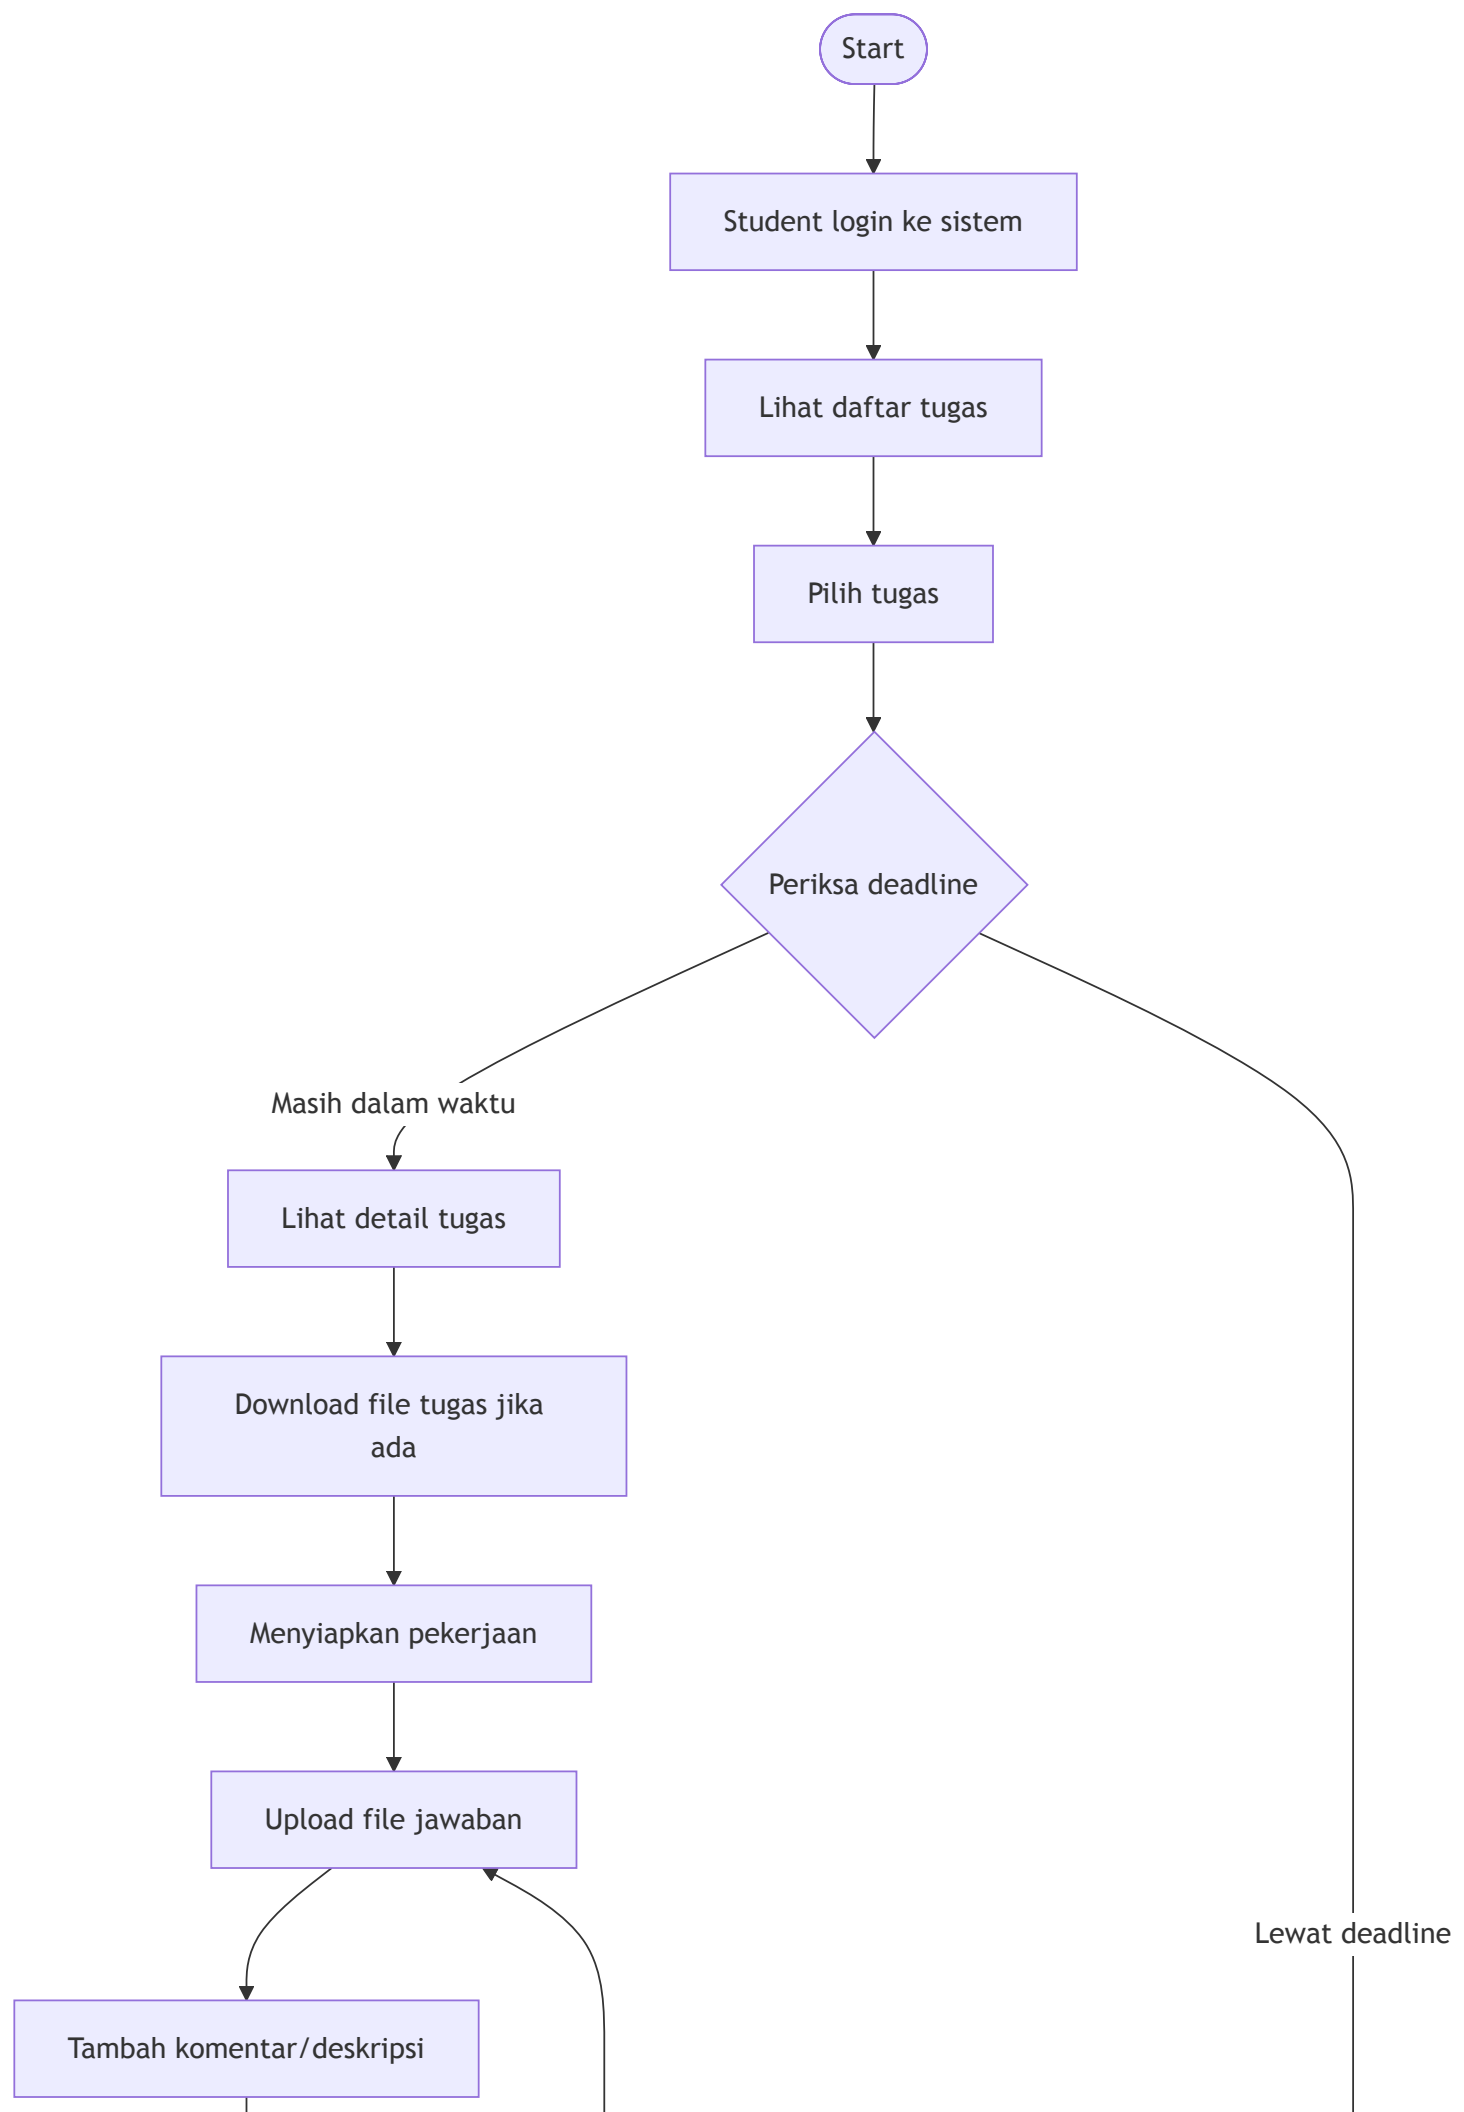 Start
Student login ke sistem
Lihat daftar tugas
Pilih tugas
Periksa deadline
Masih dalam waktu
Lihat detail tugas
Download file tugas jika
ada
Menyiapkan pekerjaan
Upload file jawaban
Lewat deadline
Tambah komentar/deskripsi